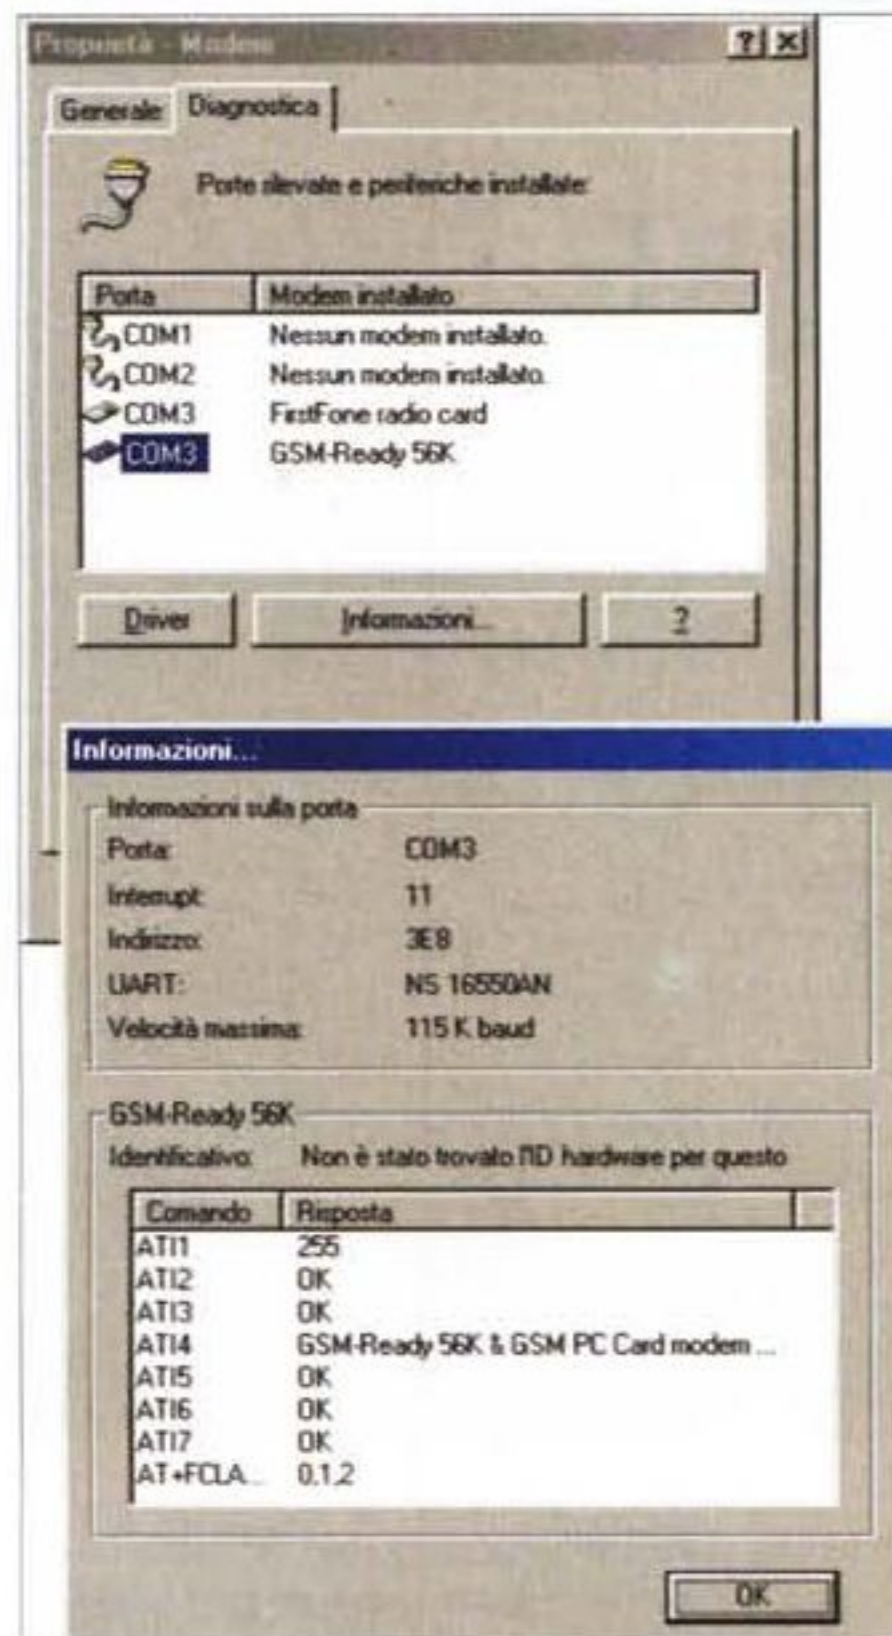 Proprietà - Modem
Generale Diagnostica
Porte rilevate e periferiche installate:
Porta Modem installato
COM1 Nessun modem installato.
COM2 Nessun modem installato.
COM3 FirstFone radio card
COM3 GSM-Ready 56K
Driver Informazioni... ?
Informazioni...
Informazioni sulla porta
Porta: COM3
Interrupt: 11
Indirizzo: 3E8
UART: NS 16550AN
Velocità massima: 115 K baud
GSM-Ready 56K
Identificativo: Non è stato trovato l'ID hardware per questo
Comando Risposta
ATI1 255
ATI2 OK
ATI3 OK
ATI4 GSM-Ready 56K & GSM PC Card modem ...
ATI5 OK
ATI6 OK
ATI7 OK
AT+FCLA... 0,1,2
OK